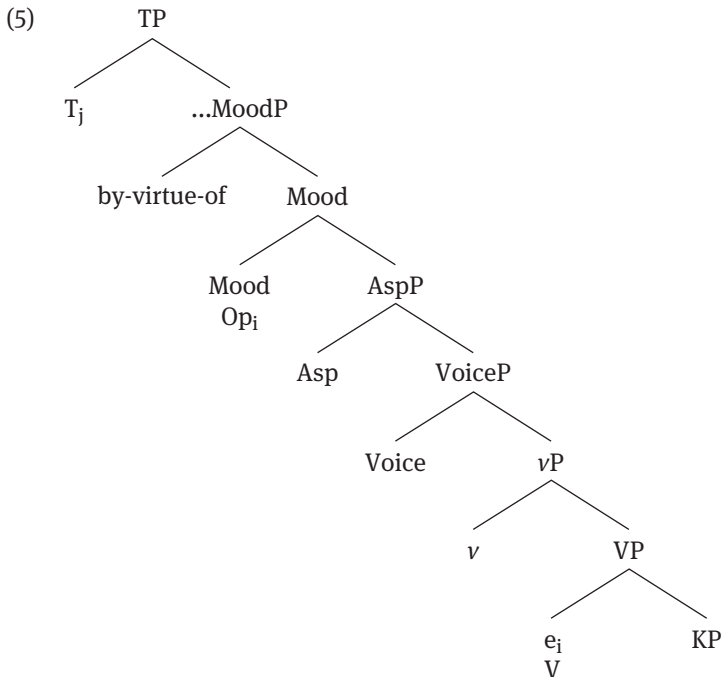 (5) TP
T_j ...MoodP
by-virtue-of Mood
Mood AspP
Op_i
Asp VoiceP
Voice vP
v VP
e_i KP
V